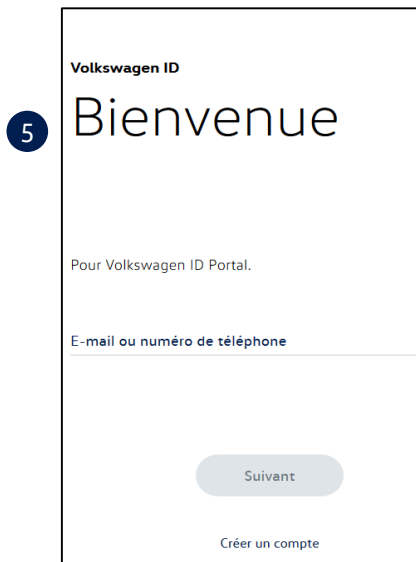 Volkswagen ID
5
Bienvenue
Pour Volkswagen ID Portal.
E-mail ou numéro de téléphone
Suivant
Créer un compte